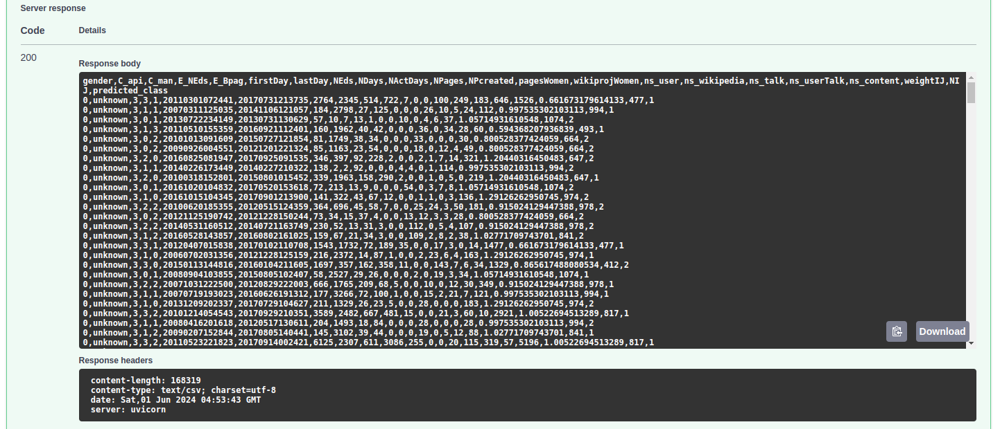 Server response
Code Details
200
Response body
gender,C_api,C_man,E_NEds,E_Bpag,firstDay,lastDay,NEds,NDays,NActDays,NPages,NPcreated,pagesWomen,wikiprojWomen,ns_user,ns_wikipedia,ns_talk,ns_userTalk,ns_content,weightIJ,NI
J,predicted_class
0,unknown,3,3,1,20110301072441,20170731213735,2764,2345,514,722,7,0,0,100,249,183,646,1526,0.661673179614133,477,1
0,unknown,3,1,1,20070311125035,20141106121057,184,2798,27,125,0,0,0,26,10,5,24,112,0.997535302103113,994,1
0,unknown,3,0,1,20130722234149,20130731130629,57,10,7,13,1,0,0,10,0,4,6,37,1.05714931610548,1074,2
0,unknown,3,1,3,20110510155359,20160921112401,160,1962,40,42,0,0,0,36,0,34,28,60,0.594368207936839,493,1
0,unknown,3,0,2,20101013091609,20150727121854,81,1749,38,34,0,0,0,33,0,0,0,30,0.800528377424059,664,2
0,unknown,3,0,2,20090926004551,20121201221324,85,1163,23,54,0,0,0,18,0,12,4,49,0.800528377424059,664,2
0,unknown,3,2,0,20160825081947,20170925091535,346,397,92,228,2,0,0,2,1,7,14,321,1.20440316450483,647,2
0,unknown,3,1,1,20140226173449,20140227210322,138,2,2,92,0,0,0,4,4,0,1,114,0.997535302103113,994,2
0,unknown,3,2,0,20100318152801,20150801015452,339,1963,158,290,2,0,0,1,0,5,0,219,1.20440316450483,647,1
0,unknown,3,0,1,20161020104832,20170520153618,72,213,13,9,0,0,0,54,0,3,7,8,1.05714931610548,1074,2
0,unknown,3,1,0,20161015104345,20170901213900,141,322,43,67,12,0,0,1,1,0,3,136,1.29126262950745,974,2
0,unknown,3,2,2,20100620185355,20120515124359,364,696,45,58,7,0,0,25,24,3,50,181,0.915024129447388,978,2
0,unknown,3,0,2,20121125190742,20121228150244,73,34,15,37,4,0,0,13,12,3,3,28,0.800528377424059,664,2
0,unknown,3,2,2,20140531160512,20140721163749,230,52,13,31,3,0,0,112,0,5,4,107,0.915024129447388,978,2
0,unknown,3,1,2,20160528143857,20160802161025,159,67,21,34,3,0,0,109,2,8,2,38,1.02771709743701,841,2
0,unknown,3,3,1,20120407015838,20170102110708,1543,1732,72,189,35,0,0,17,3,0,14,1477,0.661673179614133,477,1
0,unknown,3,1,0,20060702031356,20121228125159,216,2372,14,87,1,0,0,2,23,6,4,163,1.29126262950745,974,1
0,unknown,3,3,0,20150113144816,20160104211605,1697,357,162,358,11,0,0,143,7,6,34,1329,0.865617488080534,412,2
0,unknown,3,0,1,20080904103855,20150805102407,58,2527,29,26,0,0,0,2,0,19,3,34,1.05714931610548,1074,1
0,unknown,3,2,2,20071031222500,20120829222003,666,1765,209,68,5,0,0,10,0,12,30,349,0.915024129447388,978,1
0,unknown,3,1,1,20070719193023,20160626191312,177,3266,72,100,1,0,0,15,2,21,7,121,0.997535302103113,994,1
0,unknown,3,1,0,20131209202337,20170729104627,211,1329,26,23,5,0,0,28,0,0,0,183,1.29126262950745,974,2
0,unknown,3,3,2,20101214054543,20170929210351,3589,2482,667,481,15,0,0,21,3,60,10,2921,1.00522694513289,817,1
0,unknown,3,1,1,20080416201618,20120517130611,204,1493,18,84,0,0,0,28,0,0,0,28,0.997535302103113,994,2
0,unknown,3,1,2,20090207152844,20170805140441,145,3102,39,44,0,0,0,19,0,5,12,88,1.02771709743701,841,1
0,unknown,3,3,2,20110523221823,20170914002421,6125,2307,611,3086,255,0,0,20,115,319,57,5196,1.00522694513289,817,1
Download
Response headers
content-length: 168319
content-type: text/csv; charset=utf-8
date: Sat,01 Jun 2024 04:53:43 GMT
server: uvicorn